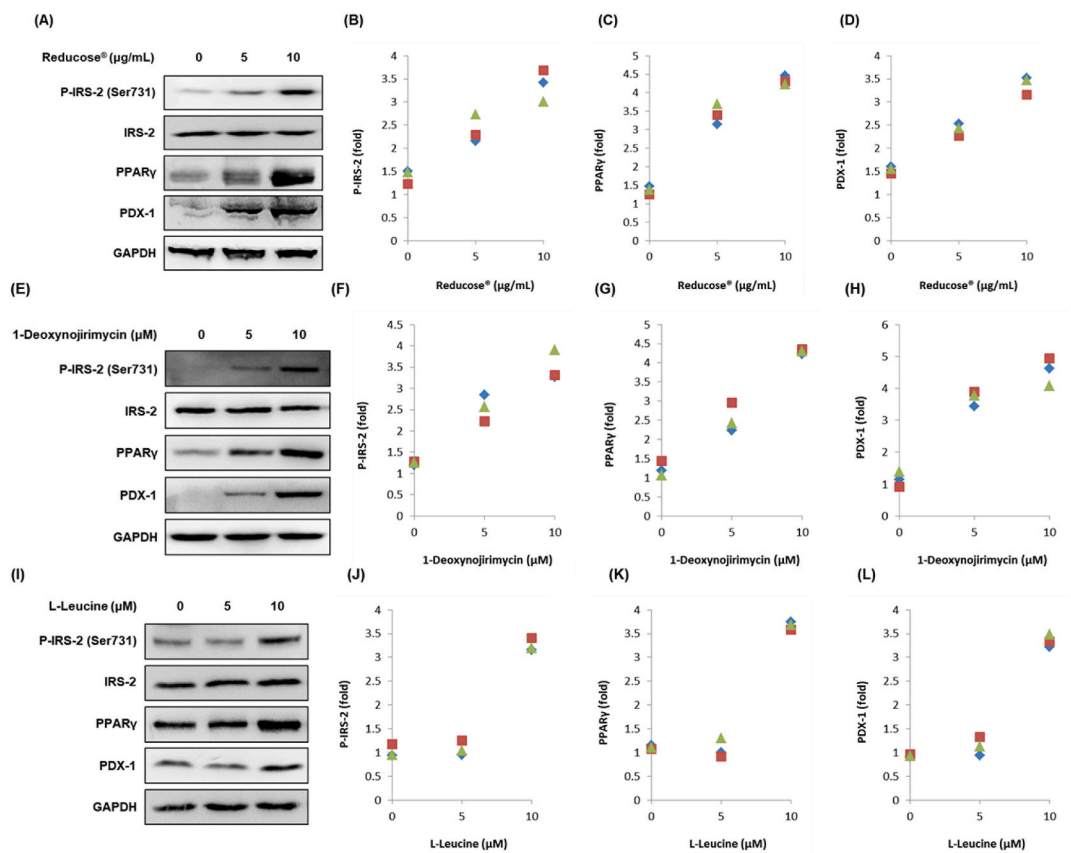 (A)
Reducose® (µg/mL) 0 5 10
P-IRS-2 (Ser731)
IRS-2
PPARγ
PDX-1
GAPDH
(B)
P-IRS-2 (fold)
4
3.5
3
2.5
2
1.5
1
0.5
0
0 5 10
Reducose® (µg/mL)
(C)
PPARγ (fold)
5
4.5
4
3.5
3
2.5
2
1.5
1
0.5
0
0 5 10
Reducose® (µg/mL)
(D)
PDX-1 (fold)
4
3.5
3
2.5
2
1.5
1
0.5
0
0 5 10
Reducose® (µg/mL)
(E)
1-Deoxynojirimycin (µM) 0 5 10
P-IRS-2 (Ser731)
IRS-2
PPARγ
PDX-1
GAPDH
(F)
P-IRS-2 (fold)
4.5
4
3.5
3
2.5
2
1.5
1
0.5
0
0 5 10
1-Deoxynojirimycin (µM)
(G)
PPARγ (fold)
5
4.5
4
3.5
3
2.5
2
1.5
1
0.5
0
0 5 10
1-Deoxynojirimycin (µM)
(H)
PDX-1 (fold)
6
5
4
3
2
1
0
0 5 10
1-Deoxynojirimycin (µM)
(I)
L-Leucine (µM) 0 5 10
P-IRS-2 (Ser731)
IRS-2
PPARγ
PDX-1
GAPDH
(J)
P-IRS-2 (fold)
4
3.5
3
2.5
2
1.5
1
0.5
0
0 5 10
L-Leucine (µM)
(K)
PPARγ (fold)
4
3.5
3
2.5
2
1.5
1
0.5
0
0 5 10
L-Leucine (µM)
(L)
PDX-1 (fold)
4
3.5
3
2.5
2
1.5
1
0.5
0
0 5 10
L-Leucine (µM)